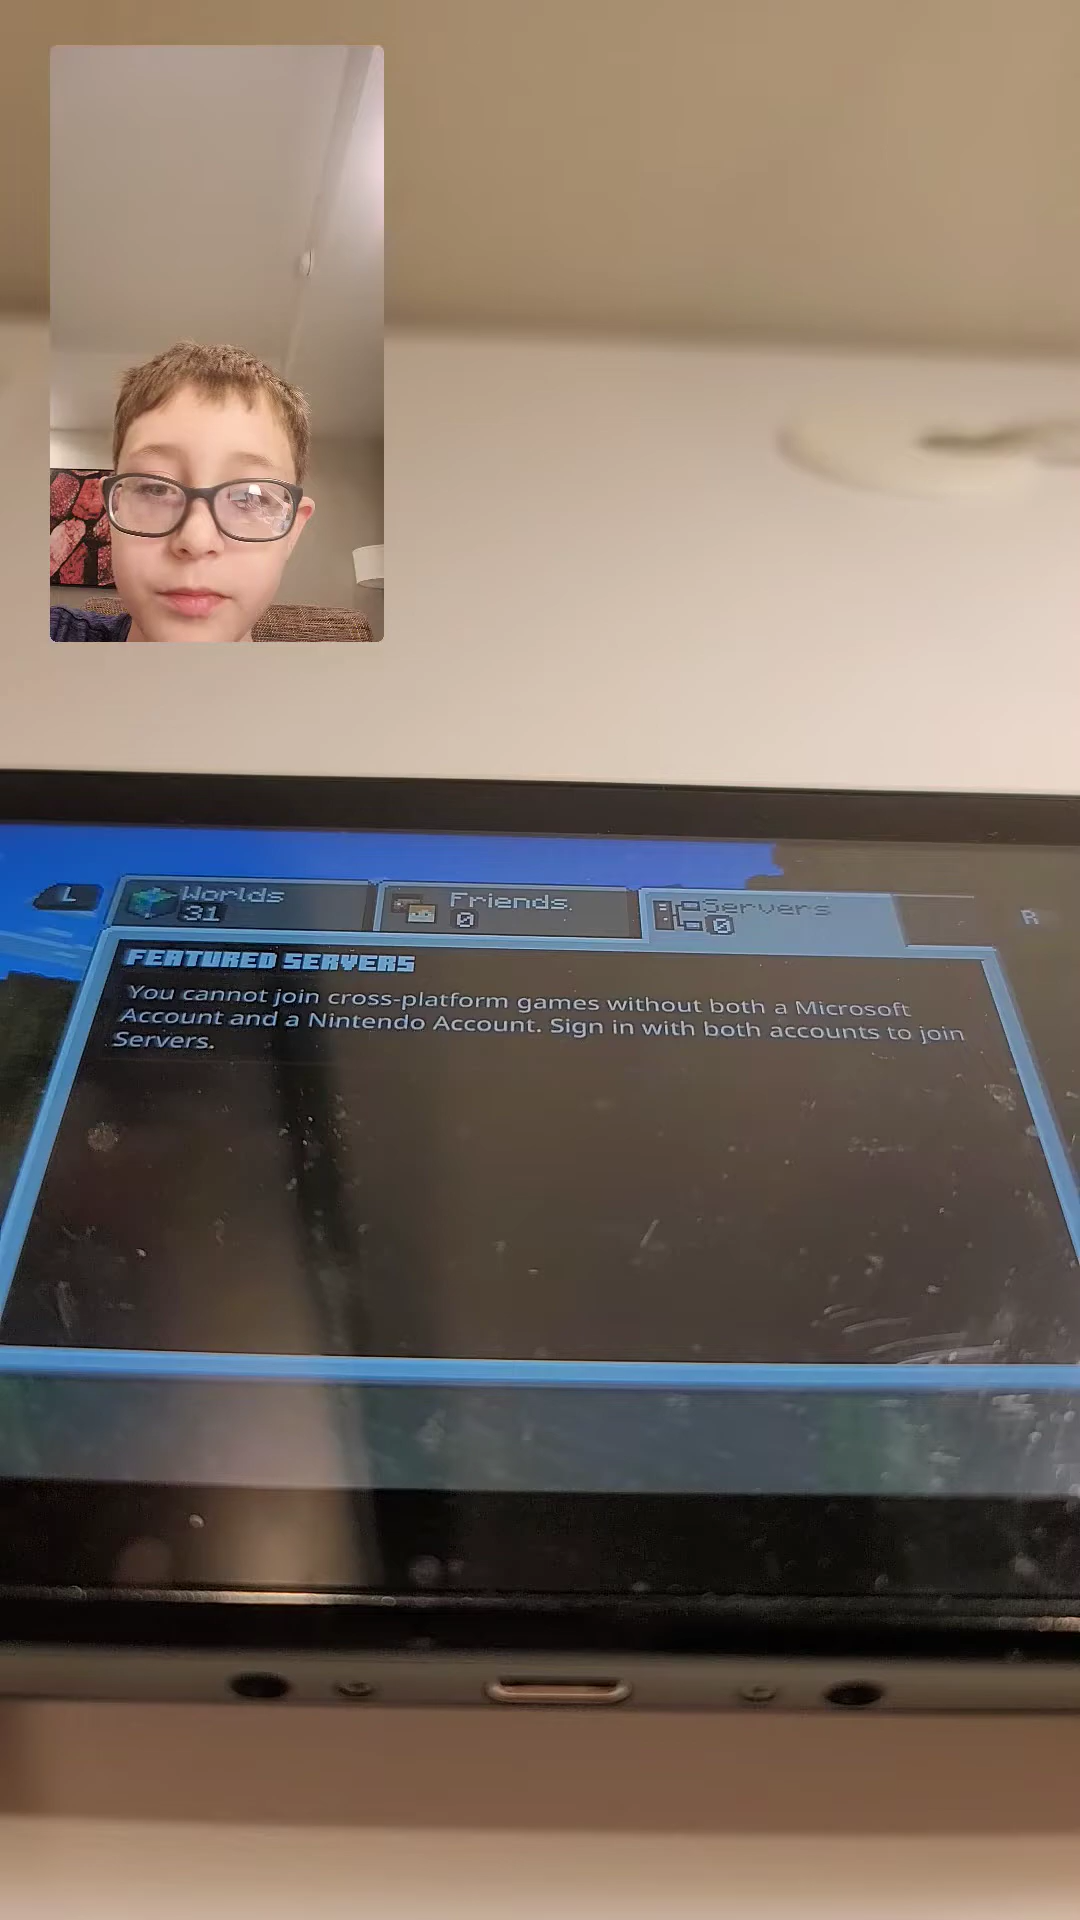 L
Worlds
31
Friends
0
Servers
0
R
FEATURED SERVERS
You cannot join cross-platform games without both a Microsoft
Account and a Nintendo Account. Sign in with both accounts to join
Servers.